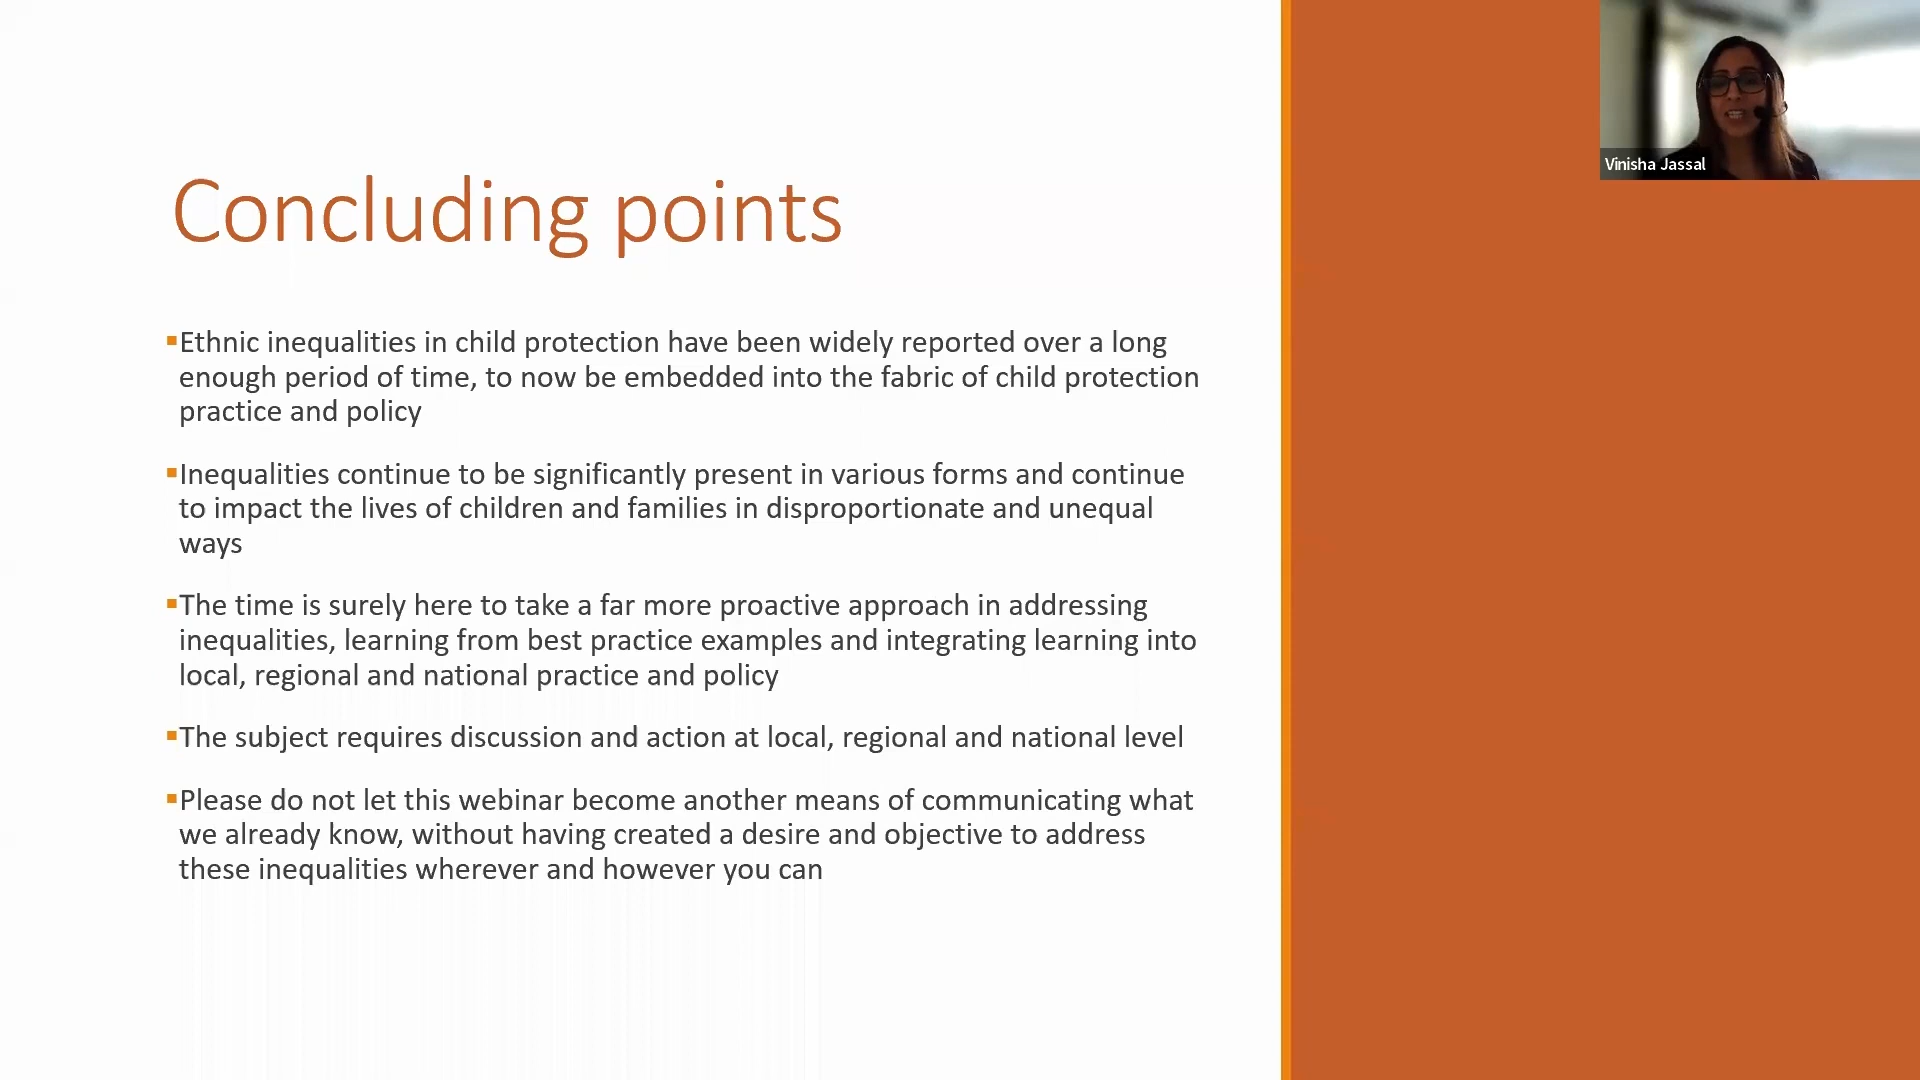 Vinisha Jassal
Concluding points
▪Ethnic inequalities in child protection have been widely reported over a long
enough period of time, to now be embedded into the fabric of child protection
practice and policy
▪Inequalities continue to be significantly present in various forms and continue
to impact the lives of children and families in disproportionate and unequal
ways
▪The time is surely here to take a far more proactive approach in addressing
inequalities, learning from best practice examples and integrating learning into
local, regional and national practice and policy
▪The subject requires discussion and action at local, regional and national level
▪Please do not let this webinar become another means of communicating what
we already know, without having created a desire and objective to address
these inequalities wherever and however you can